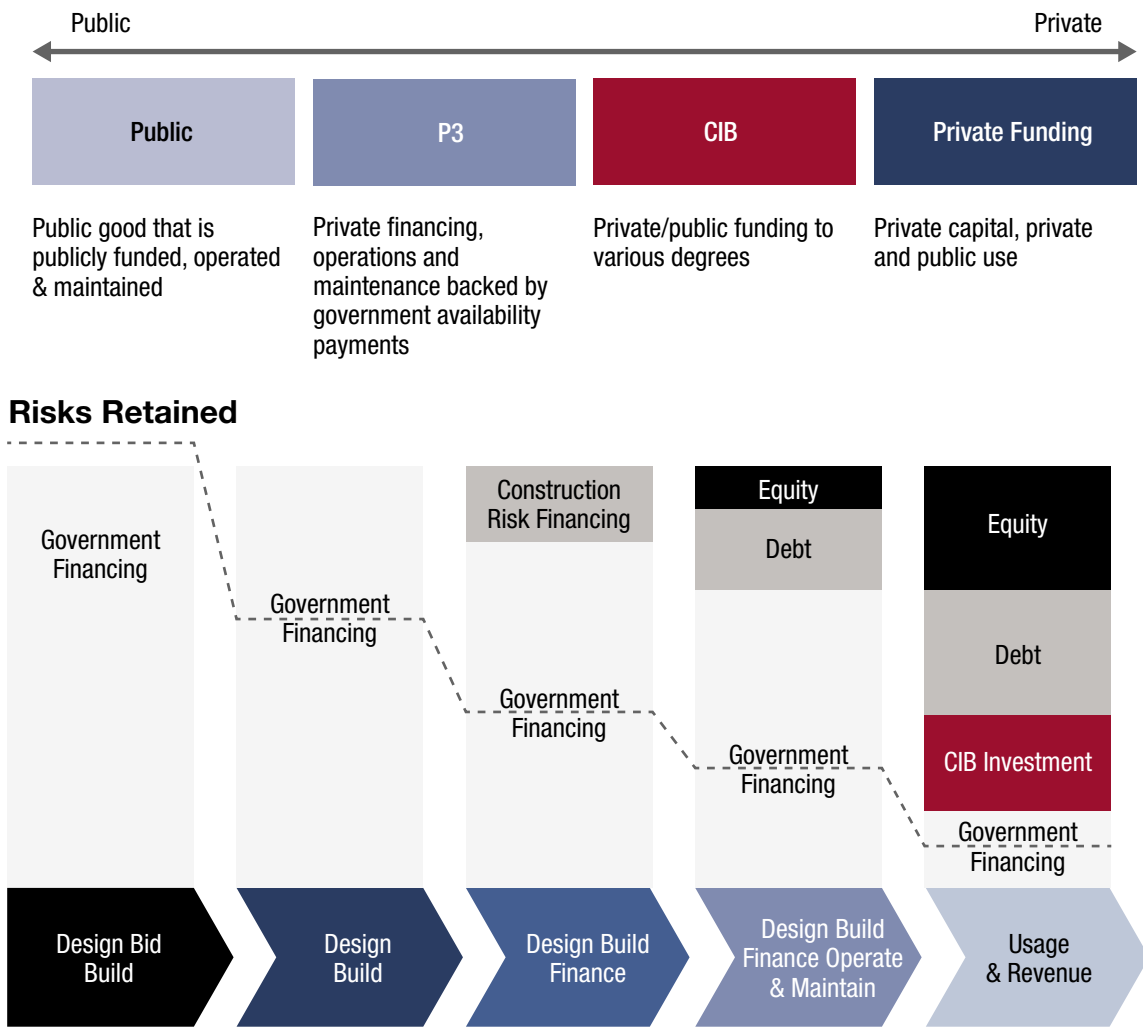 Public
Private
Public
P3
CIB
Private Funding
Public good that is
publicly funded, operated
& maintained
Private financing,
operations and
maintenance backed by
government availability
payments
Private/public funding to
various degrees
Private capital, private
and public use
Risks Retained
Government
Financing
Government
Financing
Construction
Risk Financing
Government
Financing
Equity
Debt
Government
Financing
Equity
Debt
CIB Investment
Government
Financing
Design Bid
Build
Design
Build
Design Build
Finance
Design Build
Finance Operate
& Maintain
Usage
& Revenue